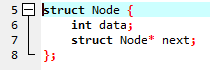 5 struct Node {
6 int data;
7 struct Node* next;
8 };